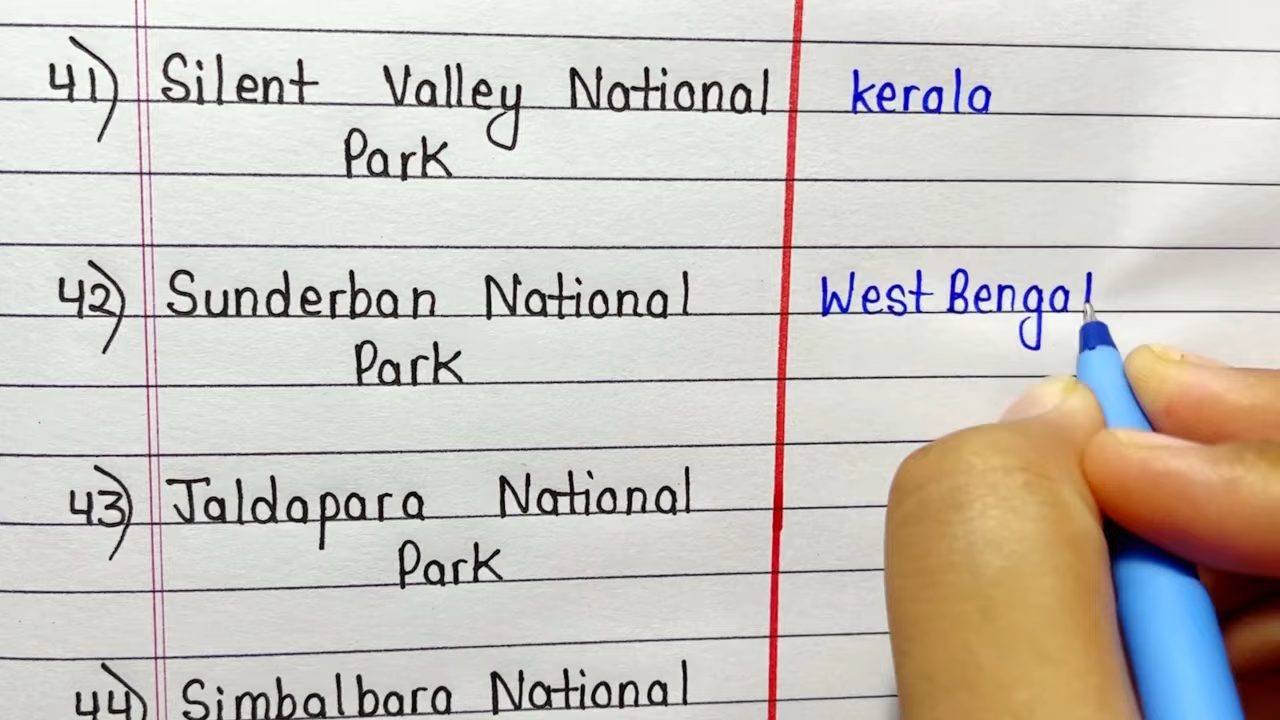 41) Silent Valley National kerala
Park
42) Sunderban National West Bengal
Park
43) Jaldapara National
Park
44) Simbalbara National